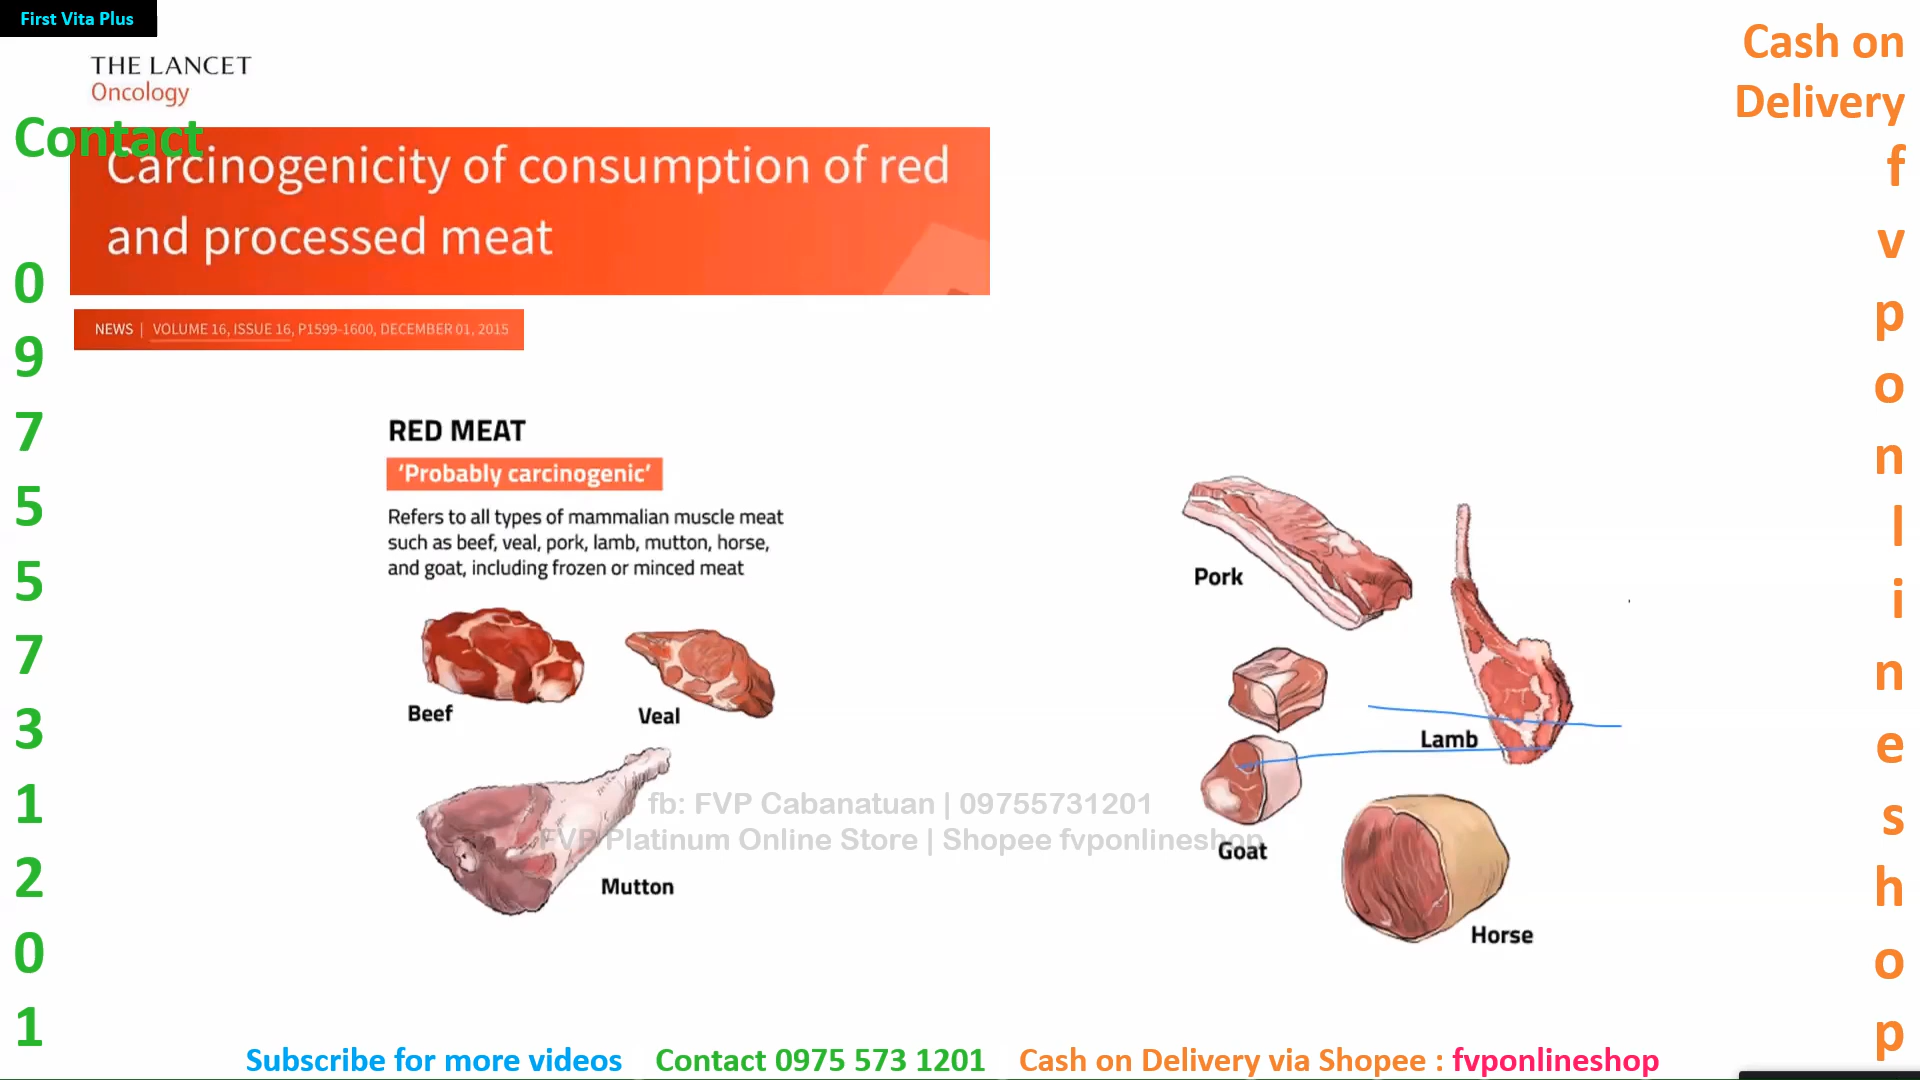 First Vita Plus
THE LANCET
Oncology
Contact
0
9
7
5
5
7
3
1
2
0
1
Carcinogenicity of consumption of red
and processed meat
NEWS | VOLUME 16, ISSUE 16, P1599-1600, DECEMBER 01, 2015
RED MEAT
‘Probably carcinogenic’
Refers to all types of mammalian muscle meat
such as beef, veal, pork, lamb, mutton, horse,
and goat, including frozen or minced meat
Beef
Veal
Mutton
Pork
Lamb
Goat
Horse
fb: FVP Cabanatuan | 09755731201
FVP Platinum Online Store | Shopee fvponlineshop
Cash on
Delivery
f
v
p
o
n
l
i
n
e
s
h
o
p
Subscribe for more videos Contact 0975 573 1201 Cash on Delivery via Shopee : fvponlineshop